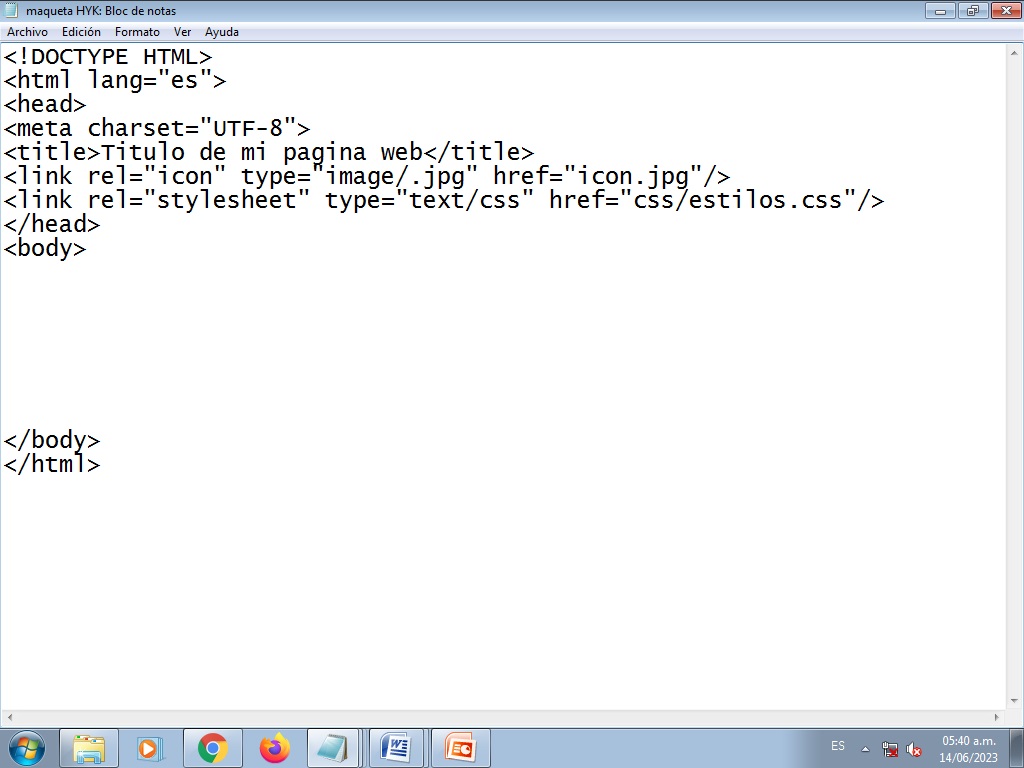 maqueta HYK: Bloc de notas
Archivo Edición Formato Ver Ayuda
<!DOCTYPE HTML>
<html lang="es">
<head>
<meta charset="UTF-8">
<title>Titulo de mi pagina web</title>
<link rel="icon" type="image/.jpg" href="icon.jpg"/>
<link rel="stylesheet" type="text/css" href="css/estilos.css"/>
</head>
<body>
</body>
</html>
ES
05:40 a.m.
14/06/2023